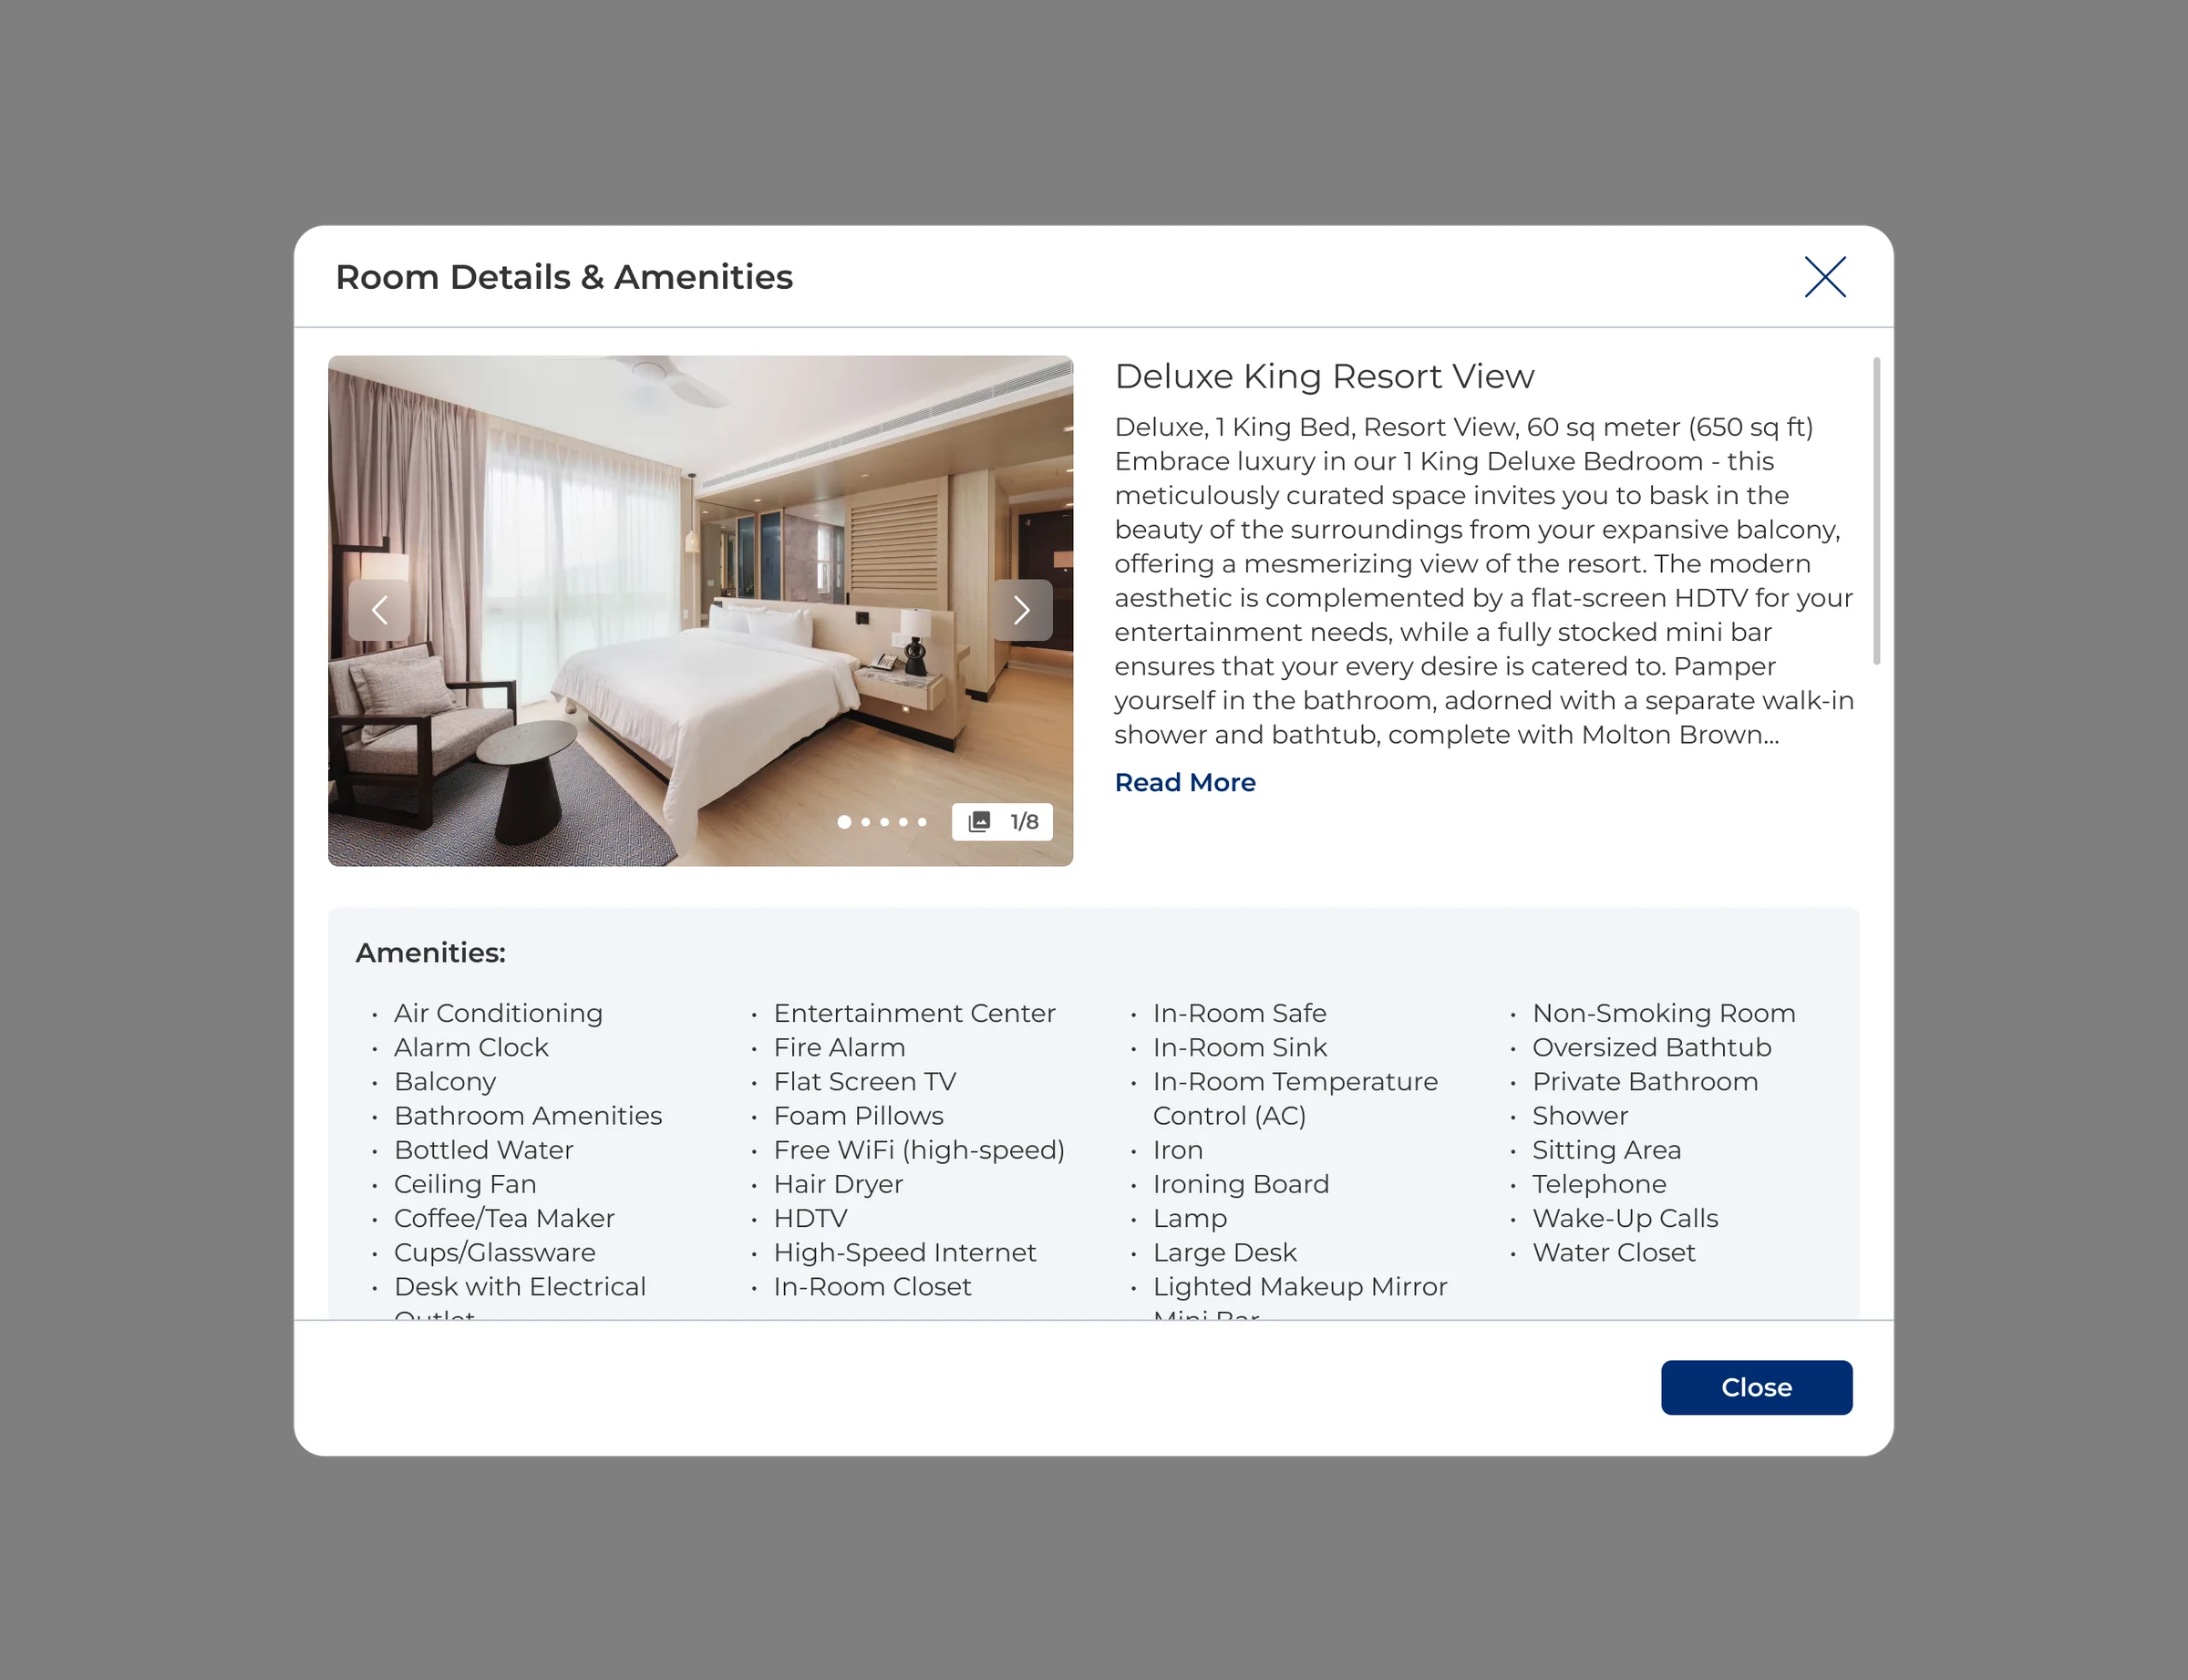 Room Details & Amenities
Deluxe King Resort View
Deluxe, 1 King Bed, Resort View, 60 sq meter (650 sq ft)
Embrace luxury in our 1 King Deluxe Bedroom - this
meticulously curated space invites you to bask in the
beauty of the surroundings from your expansive balcony,
offering a mesmerizing view of the resort. The modern
aesthetic is complemented by a flat-screen HDTV for your
entertainment needs, while a fully stocked mini bar
ensures that your every desire is catered to. Pamper
yourself in the bathroom, adorned with a separate walk-in
shower and bathtub, complete with Molton Brown...
Read More
1/8
Amenities:
• Air Conditioning
• Alarm Clock
• Balcony
• Bathroom Amenities
• Bottled Water
• Ceiling Fan
• Coffee/Tea Maker
• Cups/Glassware
• Desk with Electrical
Outlet
• Entertainment Center
• Fire Alarm
• Flat Screen TV
• Foam Pillows
• Free WiFi (high-speed)
• Hair Dryer
• HDTV
• High-Speed Internet
• In-Room Closet
• In-Room Safe
• In-Room Sink
• In-Room Temperature
Control (AC)
• Iron
• Ironing Board
• Lamp
• Large Desk
• Lighted Makeup Mirror
Mini Bar
• Non-Smoking Room
• Oversized Bathtub
• Private Bathroom
• Shower
• Sitting Area
• Telephone
• Wake-Up Calls
• Water Closet
Close